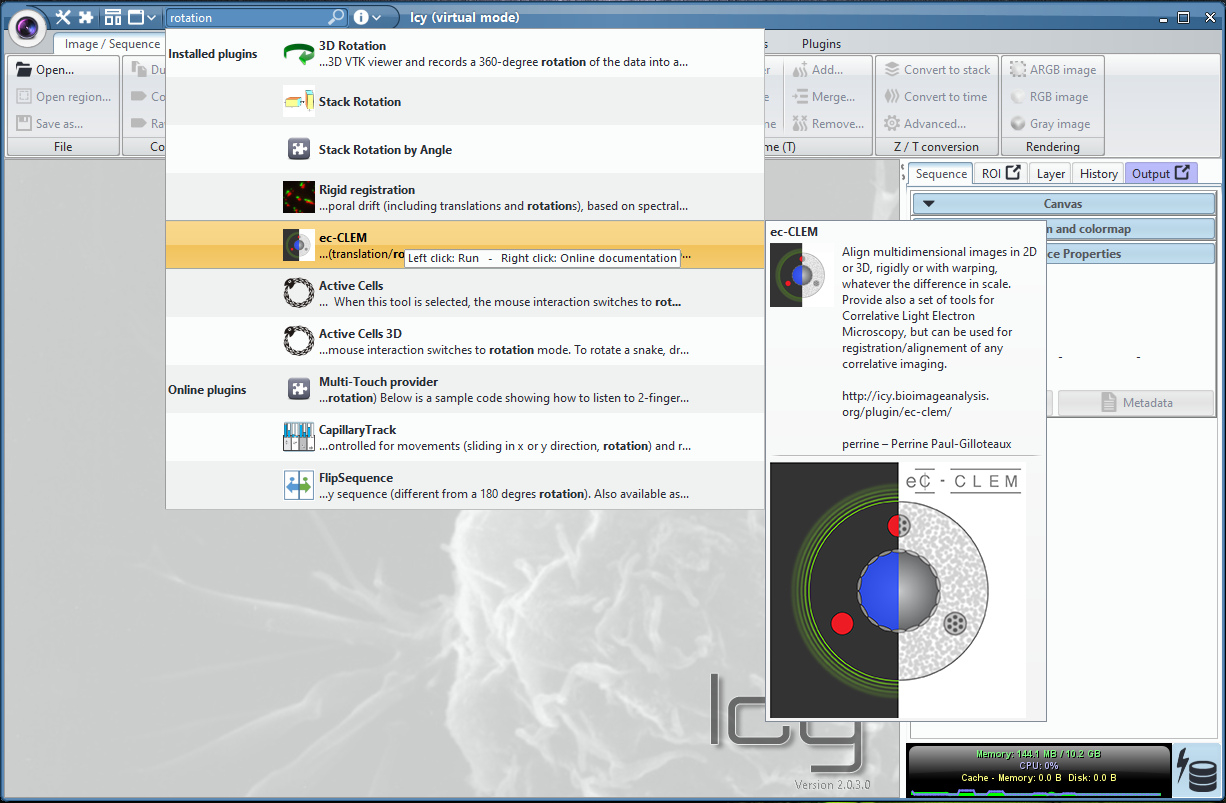 rotation
Icy (virtual mode)
Image / Sequence
s
Plugins
Open...
Open region...
Save as...
File
Du
Co
Ra
Co
Installed plugins
3D Rotation
...3D VTK viewer and records a 360-degree rotation of the data into a...
Stack Rotation
Stack Rotation by Angle
Rigid registration
...poral drift (including translations and rotations), based on spectral...
ec-CLEM
...(translation/ro
...
Left click: Run - Right click: Online documentation
Active Cells
... When this tool is selected, the mouse interaction switches to rot...
Active Cells 3D
...mouse interaction switches to rotation mode. To rotate a snake, dr...
Online plugins
Multi-Touch provider
...rotation) Below is a sample code showing how to listen to 2-finger...
CapillaryTrack
...ontrolled for movements (sliding in x or y direction, rotation) and r...
FlipSequence
...y sequence (different from a 180 degres rotation). Also available as...
er
e
ne
Add...
Merge...
Remove...
me (T)
Convert to stack
Convert to time
Advanced...
Z / T conversion
ARGB image
RGB image
Gray image
Rendering
Sequence
ROI
Layer
History
Output
Canvas
m and colormap
ce Properties
-
-
Metadata
ec-CLEM
Align multidimensional images in 2D
or 3D, rigidly or with warping,
whatever the difference in scale.
Provide also a set of tools for
Correlative Light Electron
Microscopy, but can be used for
registration/alignement of any
correlative imaging.
http://icy.bioimageanalysis.
org/plugin/ec-clem/
perrine – Perrine Paul-Gilloteaux
eC - CLEM
Icy
Version 2.0.3.0
Memory: 144.1 MB / 10.2 GB
CPU: 0%
Cache - Memory: 0.0 B Disk: 0.0 B